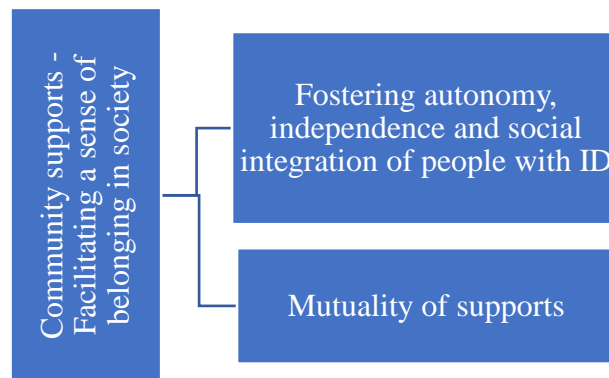 Community supports -
Facilitating a sense of
belonging in society
Fostering autonomy,
independence and social
integration of people with ID
Mutuality of supports